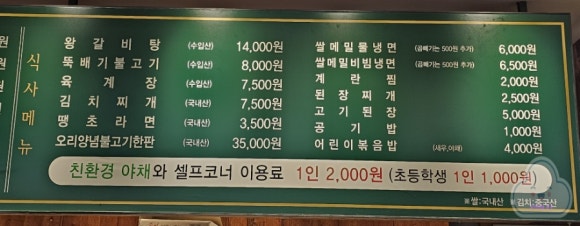 식사메뉴
왕갈비탕 (수입산) 14,000원
뚝배기불고기 (수입산) 8,000원
육계장 (수입산) 7,500원
김치찌개 (국내산) 7,500원
땡초라면 (국내산) 3,500원
오리양념불고기한판 (국내산) 35,000원
쌀메밀물냉면 (곱빼기는 500원 추가) 6,000원
쌀메밀비빔냉면 (곱빼기는 500원 추가) 6,500원
계란찜 2,000원
된장찌개 2,500원
고기된장 5,000원
공기밥 1,000원
어린이볶음밥 (새우,야채) 4,000원
친환경 야채와 셀프코너 이용료 1인 2,000원 (초등학생 1인 1,000원)
※쌀:국내산 ※김치:중국산